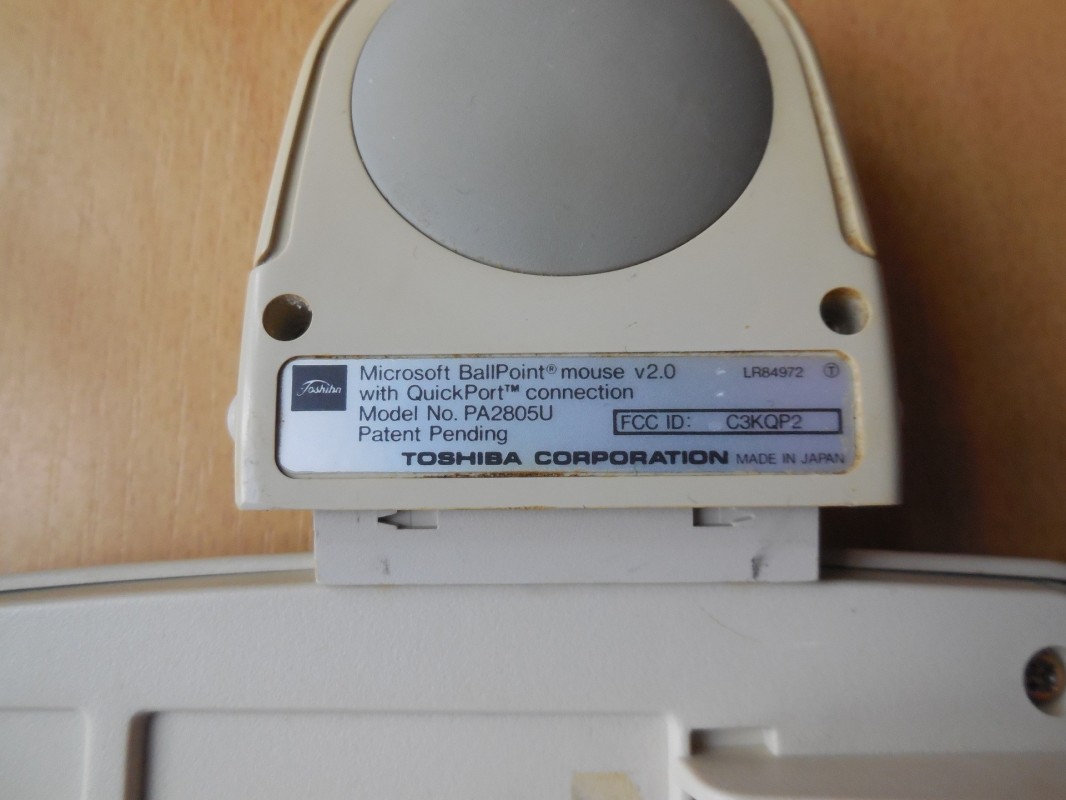 Toshiba
Microsoft BallPoint® mouse v2.0 LR84972 Ⓣ
with QuickPort™ connection
Model No. PA2805U FCC ID: C3KQP2
Patent Pending
TOSHIBA CORPORATION MADE IN JAPAN